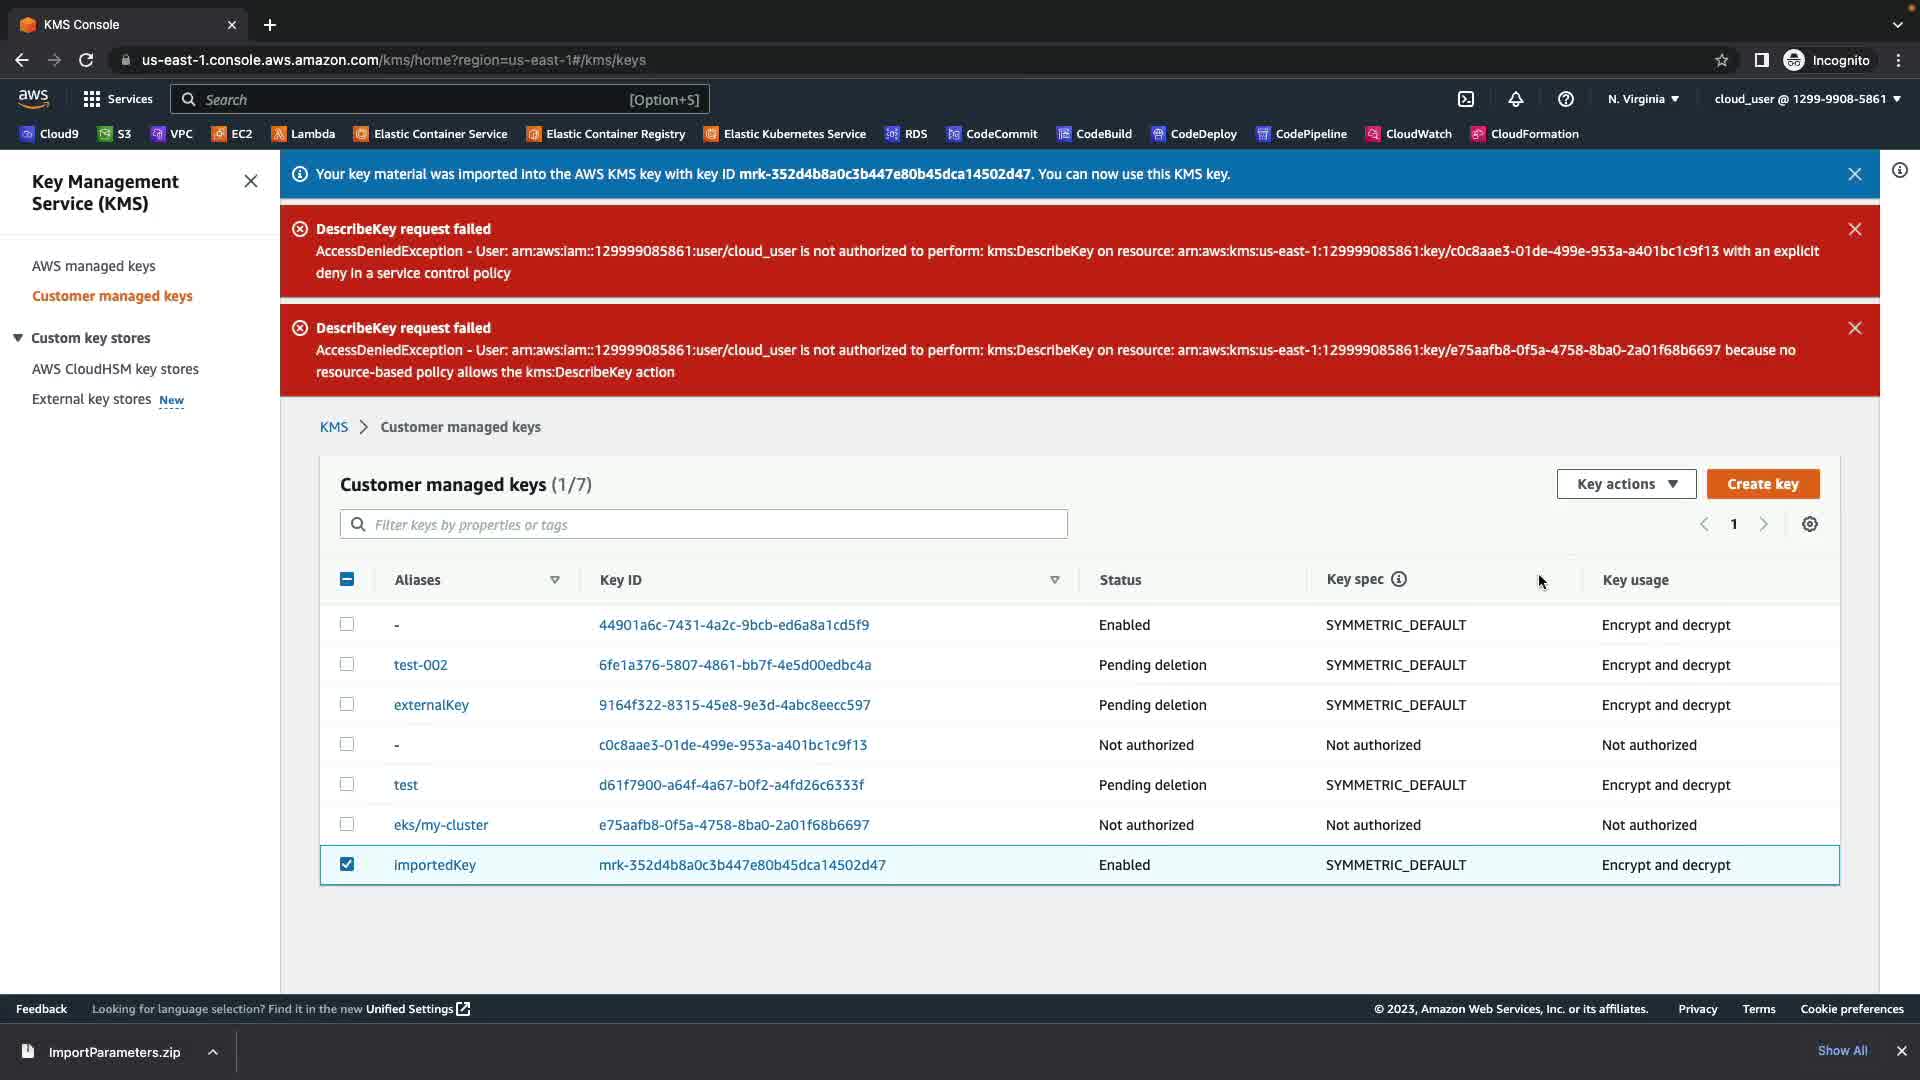 KMS Console
us-east-1.console.aws.amazon.com/kms/home?region=us-east-1#/kms/keys
Incognito
aws
Services
Search
[Option+S]
N. Virginia
cloud_user @ 1299-9908-5861
Cloud9
S3
VPC
EC2
Lambda
Elastic Container Service
Elastic Container Registry
Elastic Kubernetes Service
RDS
CodeCommit
CodeBuild
CodeDeploy
CodePipeline
CloudWatch
CloudFormation
Key Management
Service (KMS)
AWS managed keys
Customer managed keys
Custom key stores
AWS CloudHSM key stores
External key stores New
Your key material was imported into the AWS KMS key with key ID mrk-352d4b8a0c3b447e80b45dca14502d47. You can now use this KMS key.
DescribeKey request failed
AccessDeniedException - User: arn:aws:iam::129999085861:user/cloud_user is not authorized to perform: kms:DescribeKey on resource: arn:aws:kms:us-east-1:129999085861:key/c0c8aae3-01de-499e-953a-a401bc1c9f13 with an explicit
deny in a service control policy
DescribeKey request failed
AccessDeniedException - User: arn:aws:iam::129999085861:user/cloud_user is not authorized to perform: kms:DescribeKey on resource: arn:aws:kms:us-east-1:129999085861:key/e75aafb8-0f5a-4758-8ba0-2a01f68b6697 because no
resource-based policy allows the kms:DescribeKey action
KMS > Customer managed keys
Customer managed keys (1/7)
Key actions
Create key
Filter keys by properties or tags
1
Aliases Key ID Status Key spec Key usage
- 44901a6c-7431-4a2c-9bcb-ed6a8a1cd5f9 Enabled SYMMETRIC_DEFAULT Encrypt and decrypt
test-002 6fe1a376-5807-4861-bb7f-4e5d00edbc4a Pending deletion SYMMETRIC_DEFAULT Encrypt and decrypt
externalKey 9164f322-8315-45e8-9e3d-4abc8eecc597 Pending deletion SYMMETRIC_DEFAULT Encrypt and decrypt
- c0c8aae3-01de-499e-953a-a401bc1c9f13 Not authorized Not authorized Not authorized
test d61f7900-a64f-4a67-b0f2-a4fd26c6333f Pending deletion SYMMETRIC_DEFAULT Encrypt and decrypt
eks/my-cluster e75aafb8-0f5a-4758-8ba0-2a01f68b6697 Not authorized Not authorized Not authorized
importedKey mrk-352d4b8a0c3b447e80b45dca14502d47 Enabled SYMMETRIC_DEFAULT Encrypt and decrypt
Feedback
Looking for language selection? Find it in the new Unified Settings
© 2023, Amazon Web Services, Inc. or its affiliates.
Privacy
Terms
Cookie preferences
ImportParameters.zip
Show All